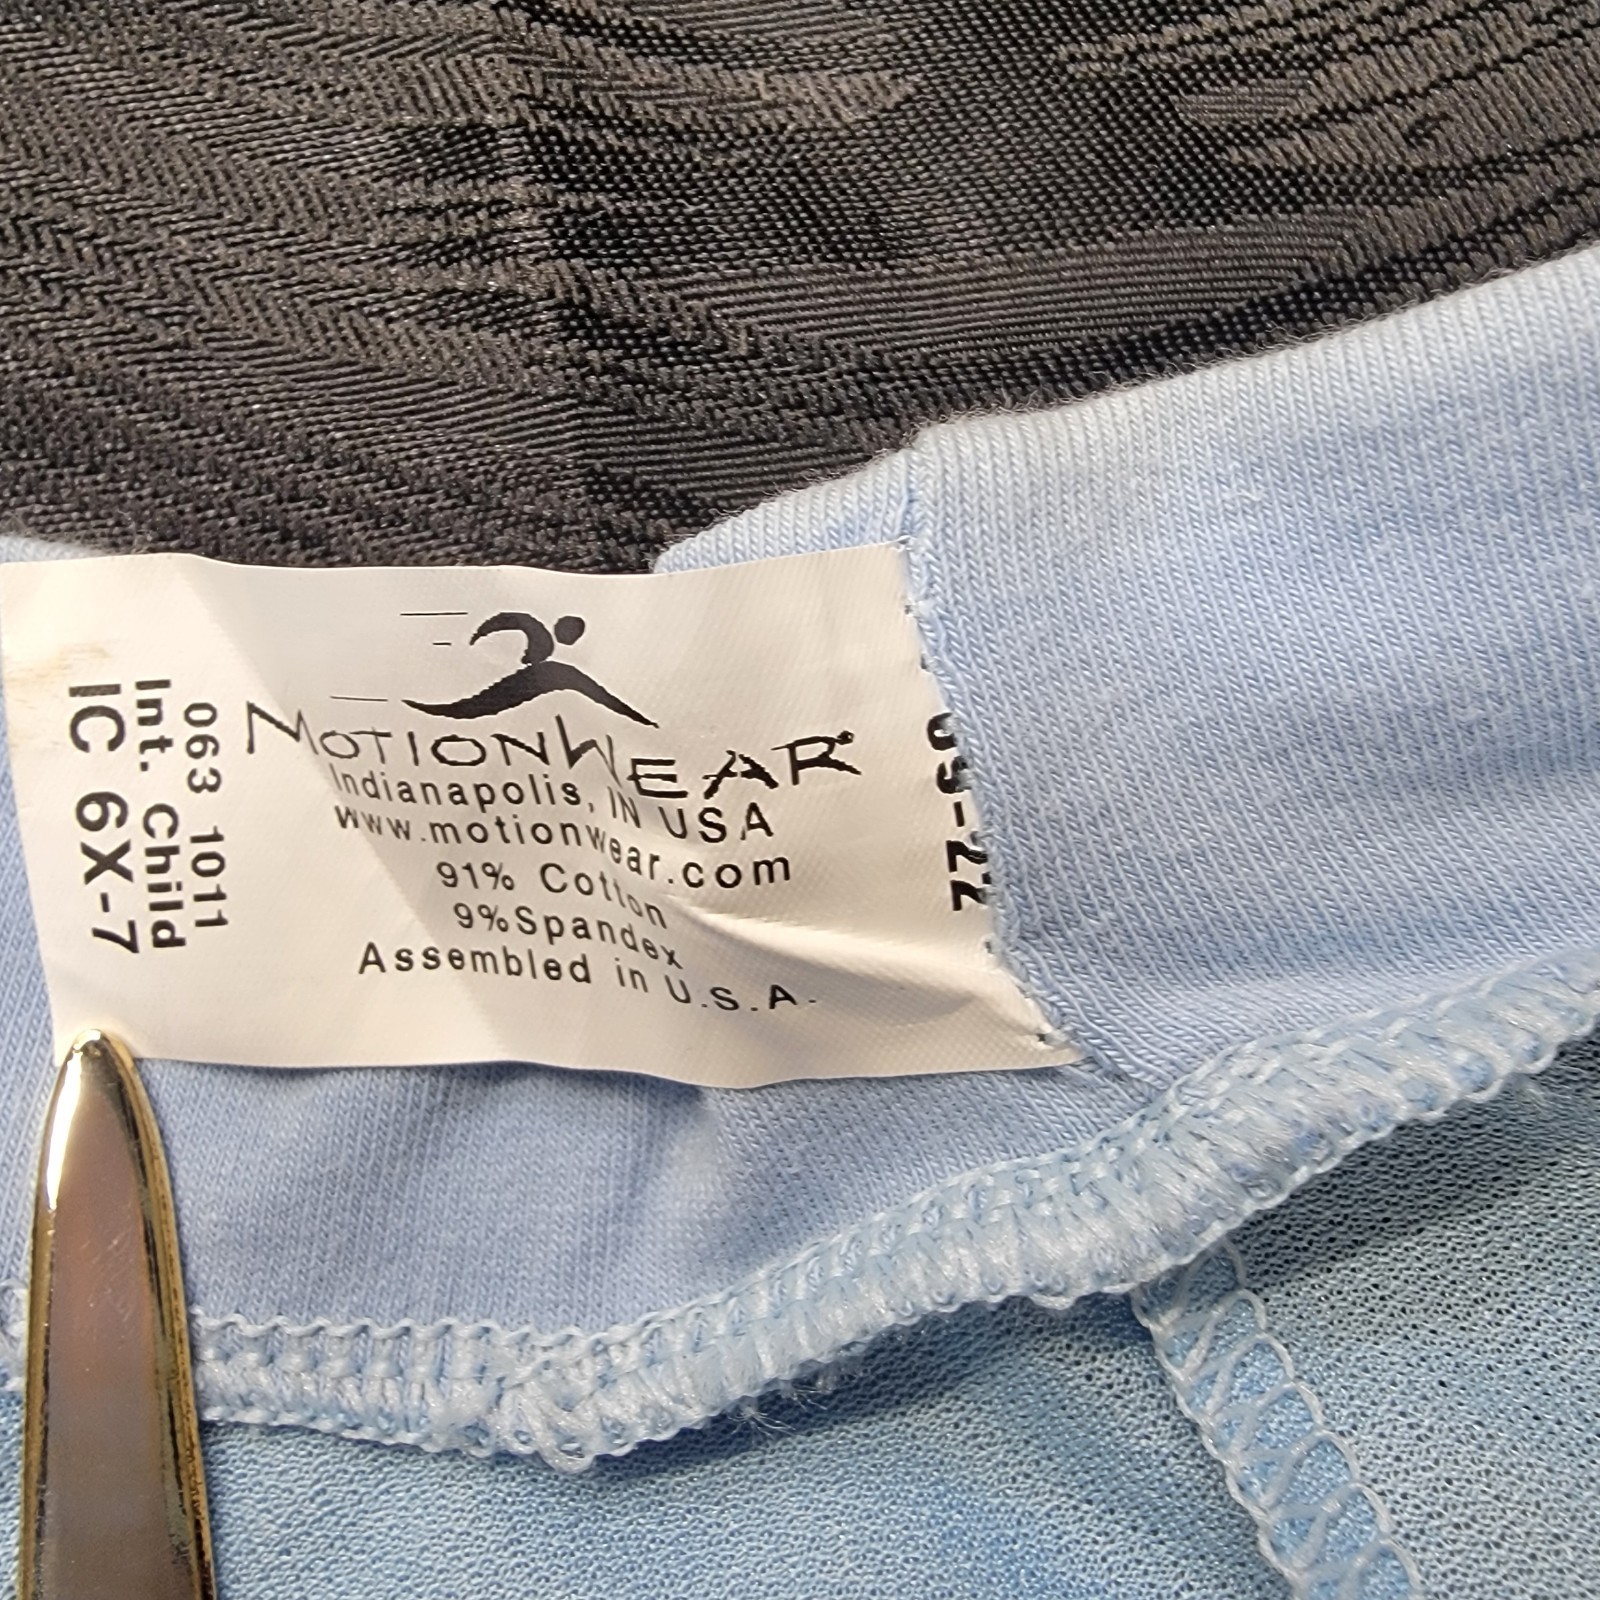 MOTIONWEAR
Indianapolis, IN USA
www.motionwear.com
91% Cotton
9%Spandex
Assembled in U.S.A.
063 1011
Int. Child
IC 6X-7